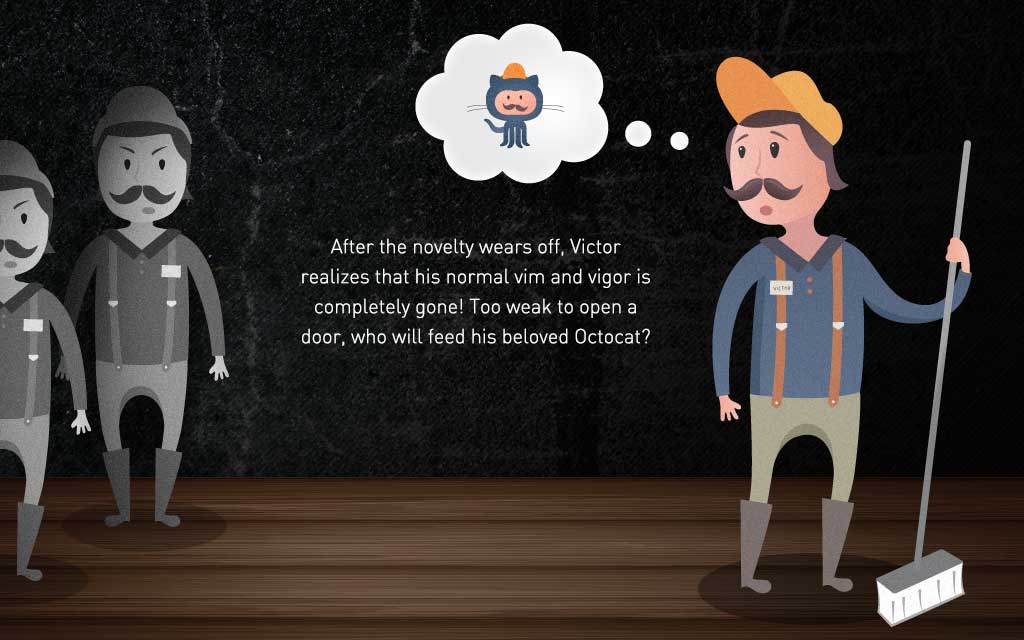 After the novelty wears off, Victor
realizes that his normal vim and vigor is
completely gone! Too weak to open a
door, who will feed his beloved Octocat?
VICTOR